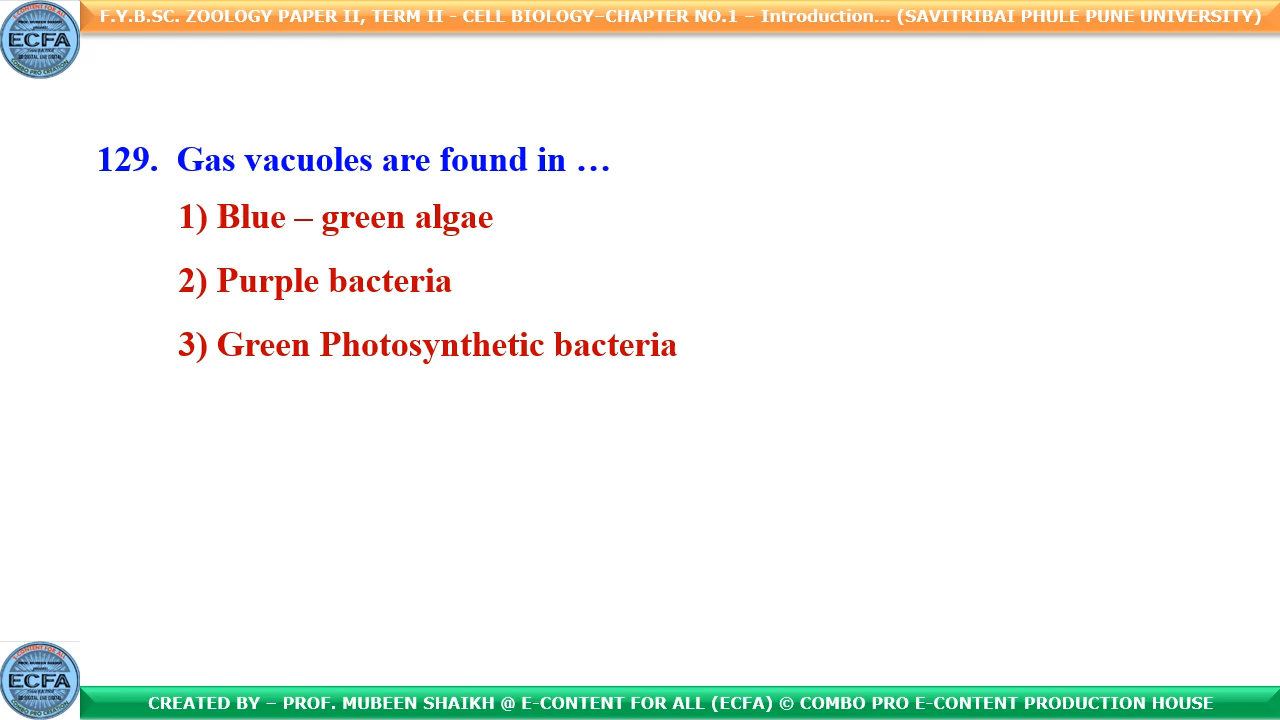 F.Y.B.SC. ZOOLOGY PAPER II, TERM II - CELL BIOLOGY–CHAPTER NO.1 – Introduction... (SAVITRIBAI PHULE PUNE UNIVERSITY)
ECFA
129. Gas vacuoles are found in …
1) Blue – green algae
2) Purple bacteria
3) Green Photosynthetic bacteria
ECFA
CREATED BY – PROF. MUBEEN SHAIKH @ E-CONTENT FOR ALL (ECFA) © COMBO PRO E-CONTENT PRODUCTION HOUSE